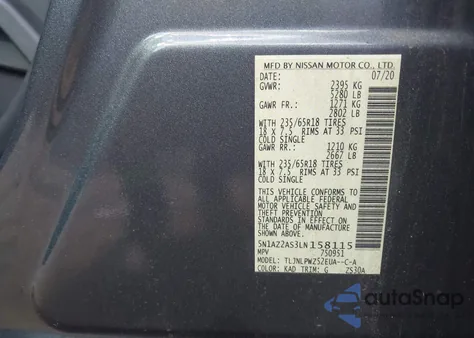 MFD BY NISSAN MOTOR CO., LTD.
DATE: 07/20
GVWR: 2395 KG
5280 LB
GAWR FR.: 1271 KG
2802 LB
WITH 235/65R18 TIRES
18 X 7.5 RIMS AT 33 PSI
COLD SINGLE
GAWR RR.: 1210 KG
2667 LB
WITH 235/65R18 TIRES
18 X 7.5 RIMS AT 33 PSI
COLD SINGLE
THIS VEHICLE CONFORMS TO
ALL APPLICABLE FEDERAL
MOTOR VEHICLE SAFETY AND
THEFT PREVENTION
STANDARDS IN EFFECT ON
THE DATE OF MANUFACTURE
SHOWN ABOVE.
5N1AZ2AS3LN158115
MPV 75095I
MODEL: TLJNLPWZ52EUA--C-A
COLOR: KAD TRIM: G ZS30A
autoSnap